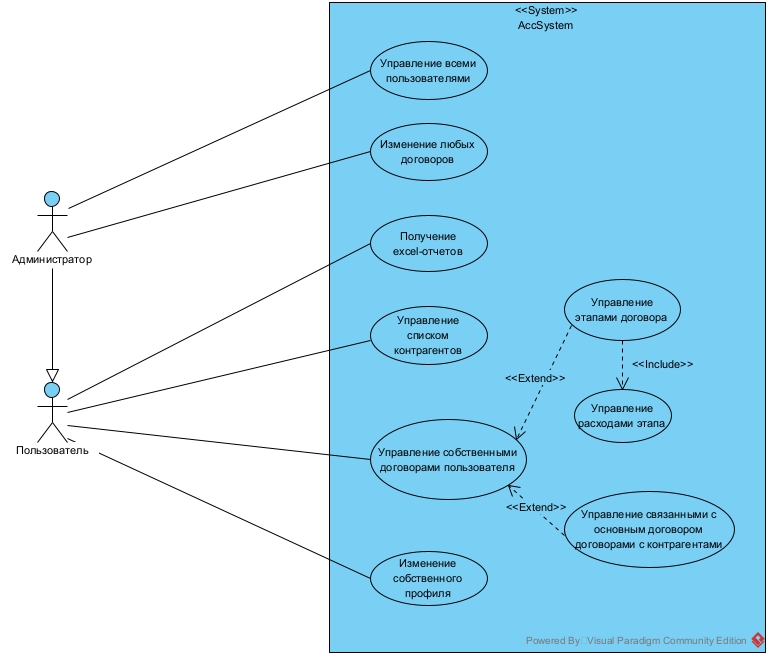 <<System>>
AccSystem
Управление всеми
пользователями
Изменение любых
договоров
Администратор
Получение
excel-отчетов
Управление
этапами договора
Управление
списком
контрагентов
<<Include>>
<<Extend>>
Управление
расходами этапа
Пользователь
Управление собственными
договорами пользователя
<<Extend>>
Управление связанными с
основным договором
договорами с контрагентами
Изменение
собственного
профиля
Powered By Visual Paradigm Community Edition